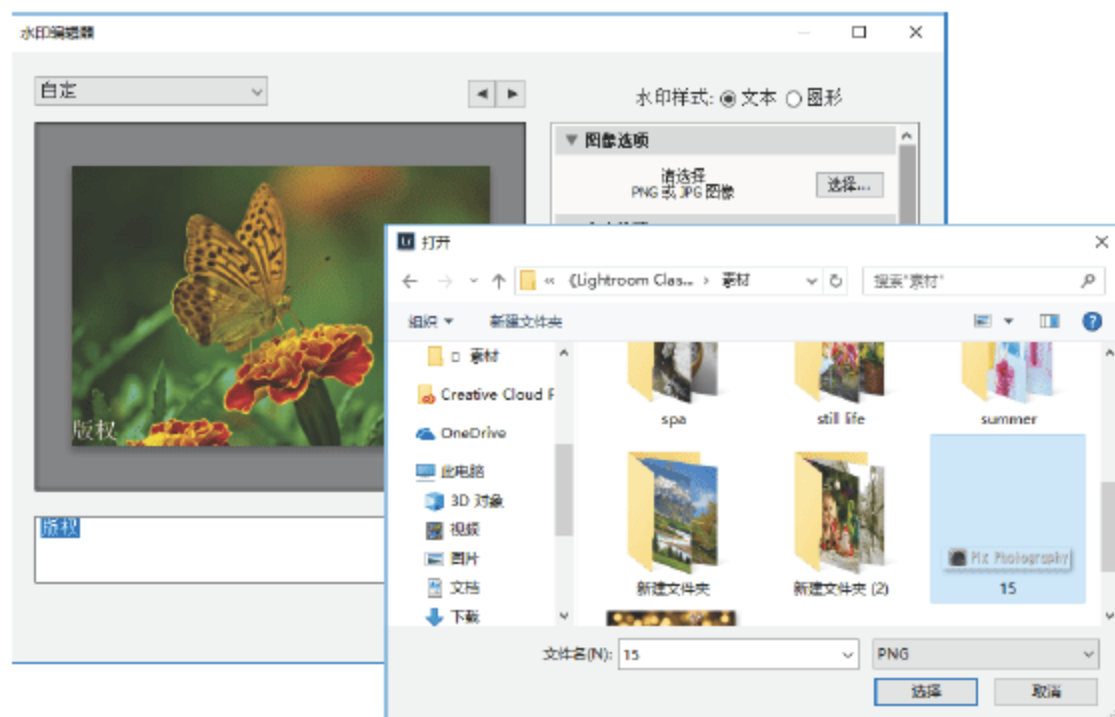 水印编辑器
自定
水印样式: 文本 图形
图像选项
请选择
PNG 或 JPG 图像
选择...
版权
版权
打开
« 《Lightroom Clas... › 素材
搜索"素材"
组织
新建文件夹
素材
Creative Cloud F
OneDrive
此电脑
3D 对象
视频
图片
文档
下载
spa
still life
summer
新建文件夹
新建文件夹 (2)
Pix Photography
15
文件名(N): 15
PNG
选择
取消